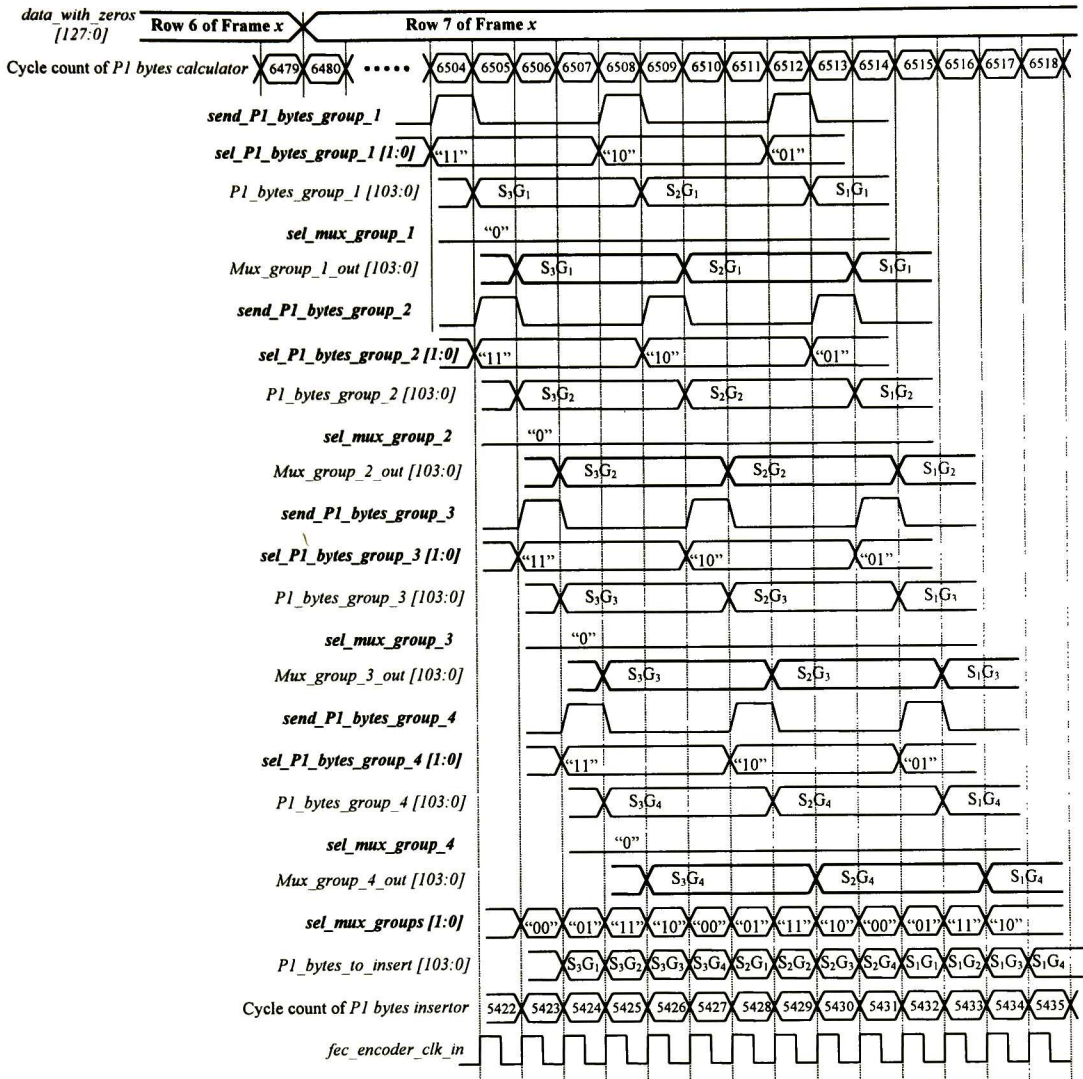 data_with_zeros [127:0] Row 6 of Frame x Row 7 of Frame x
Cycle count of P1 bytes calculator 6479 6480 ••••• 6504 6505 6506 6507 6508 6509 6510 6511 6512 6513 6514 6515 6516 6517 6518
send_P1_bytes_group_1
sel_P1_bytes_group_1 [1:0] "11" "10" "01"
P1_bytes_group_1 [103:0] S3G1 S2G1 S1G1
sel_mux_group_1 "0"
Mux_group_1_out [103:0] S3G1 S2G1 S1G1
send_P1_bytes_group_2
sel_P1_bytes_group_2 [1:0] "11" "10" "01"
P1_bytes_group_2 [103:0] S3G2 S2G2 S1G2
sel_mux_group_2 "0"
Mux_group_2_out [103:0] S3G2 S2G2 S1G2
send_P1_bytes_group_3
sel_P1_bytes_group_3 [1:0] "11" "10" "01"
P1_bytes_group_3 [103:0] S3G3 S2G3 S1G3
sel_mux_group_3 "0"
Mux_group_3_out [103:0] S3G3 S2G3 S1G3
send_P1_bytes_group_4
sel_P1_bytes_group_4 [1:0] "11" "10" "01"
P1_bytes_group_4 [103:0] S3G4 S2G4 S1G4
sel_mux_group_4 "0"
Mux_group_4_out [103:0] S3G4 S2G4 S1G4
sel_mux_groups [1:0] "00" "01" "11" "10" "00" "01" "11" "10" "00" "01" "11" "10"
P1_bytes_to_insert [103:0] S3G1 S3G2 S3G3 S3G4 S2G1 S2G2 S2G3 S2G4 S1G1 S1G2 S1G3 S1G4
Cycle count of P1 bytes insertor 5422 5423 5424 5425 5426 5427 5428 5429 5430 5431 5432 5433 5434 5435
fec_encoder_clk_in